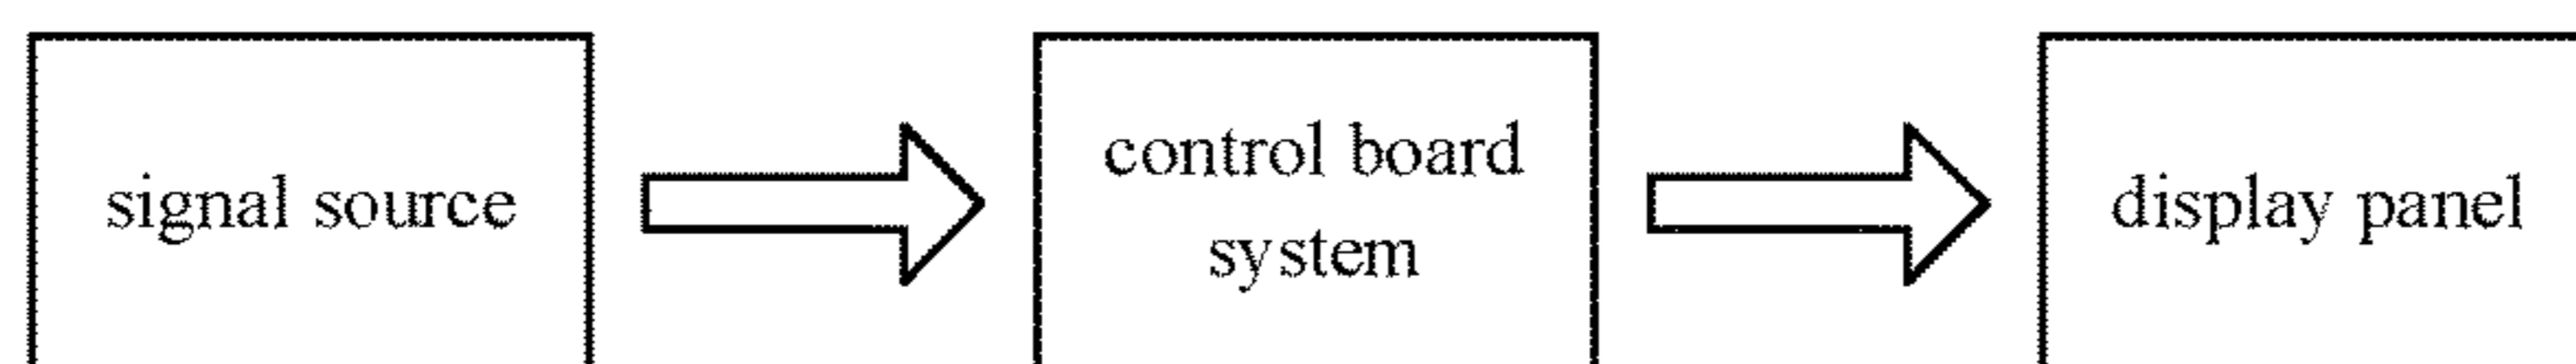 signal source
control board
system
display panel